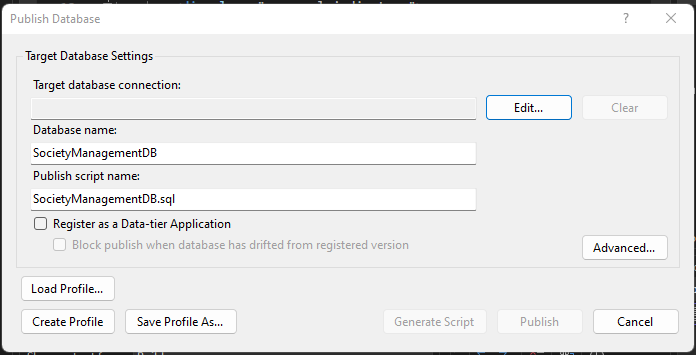 Publish Database
?
Target Database Settings
Target database connection:
Edit...
Clear
Database name:
SocietyManagementDB
Publish script name:
SocietyManagementDB.sql
Register as a Data-tier Application
Block publish when database has drifted from registered version
Advanced...
Load Profile...
Create Profile
Save Profile As...
Generate Script
Publish
Cancel